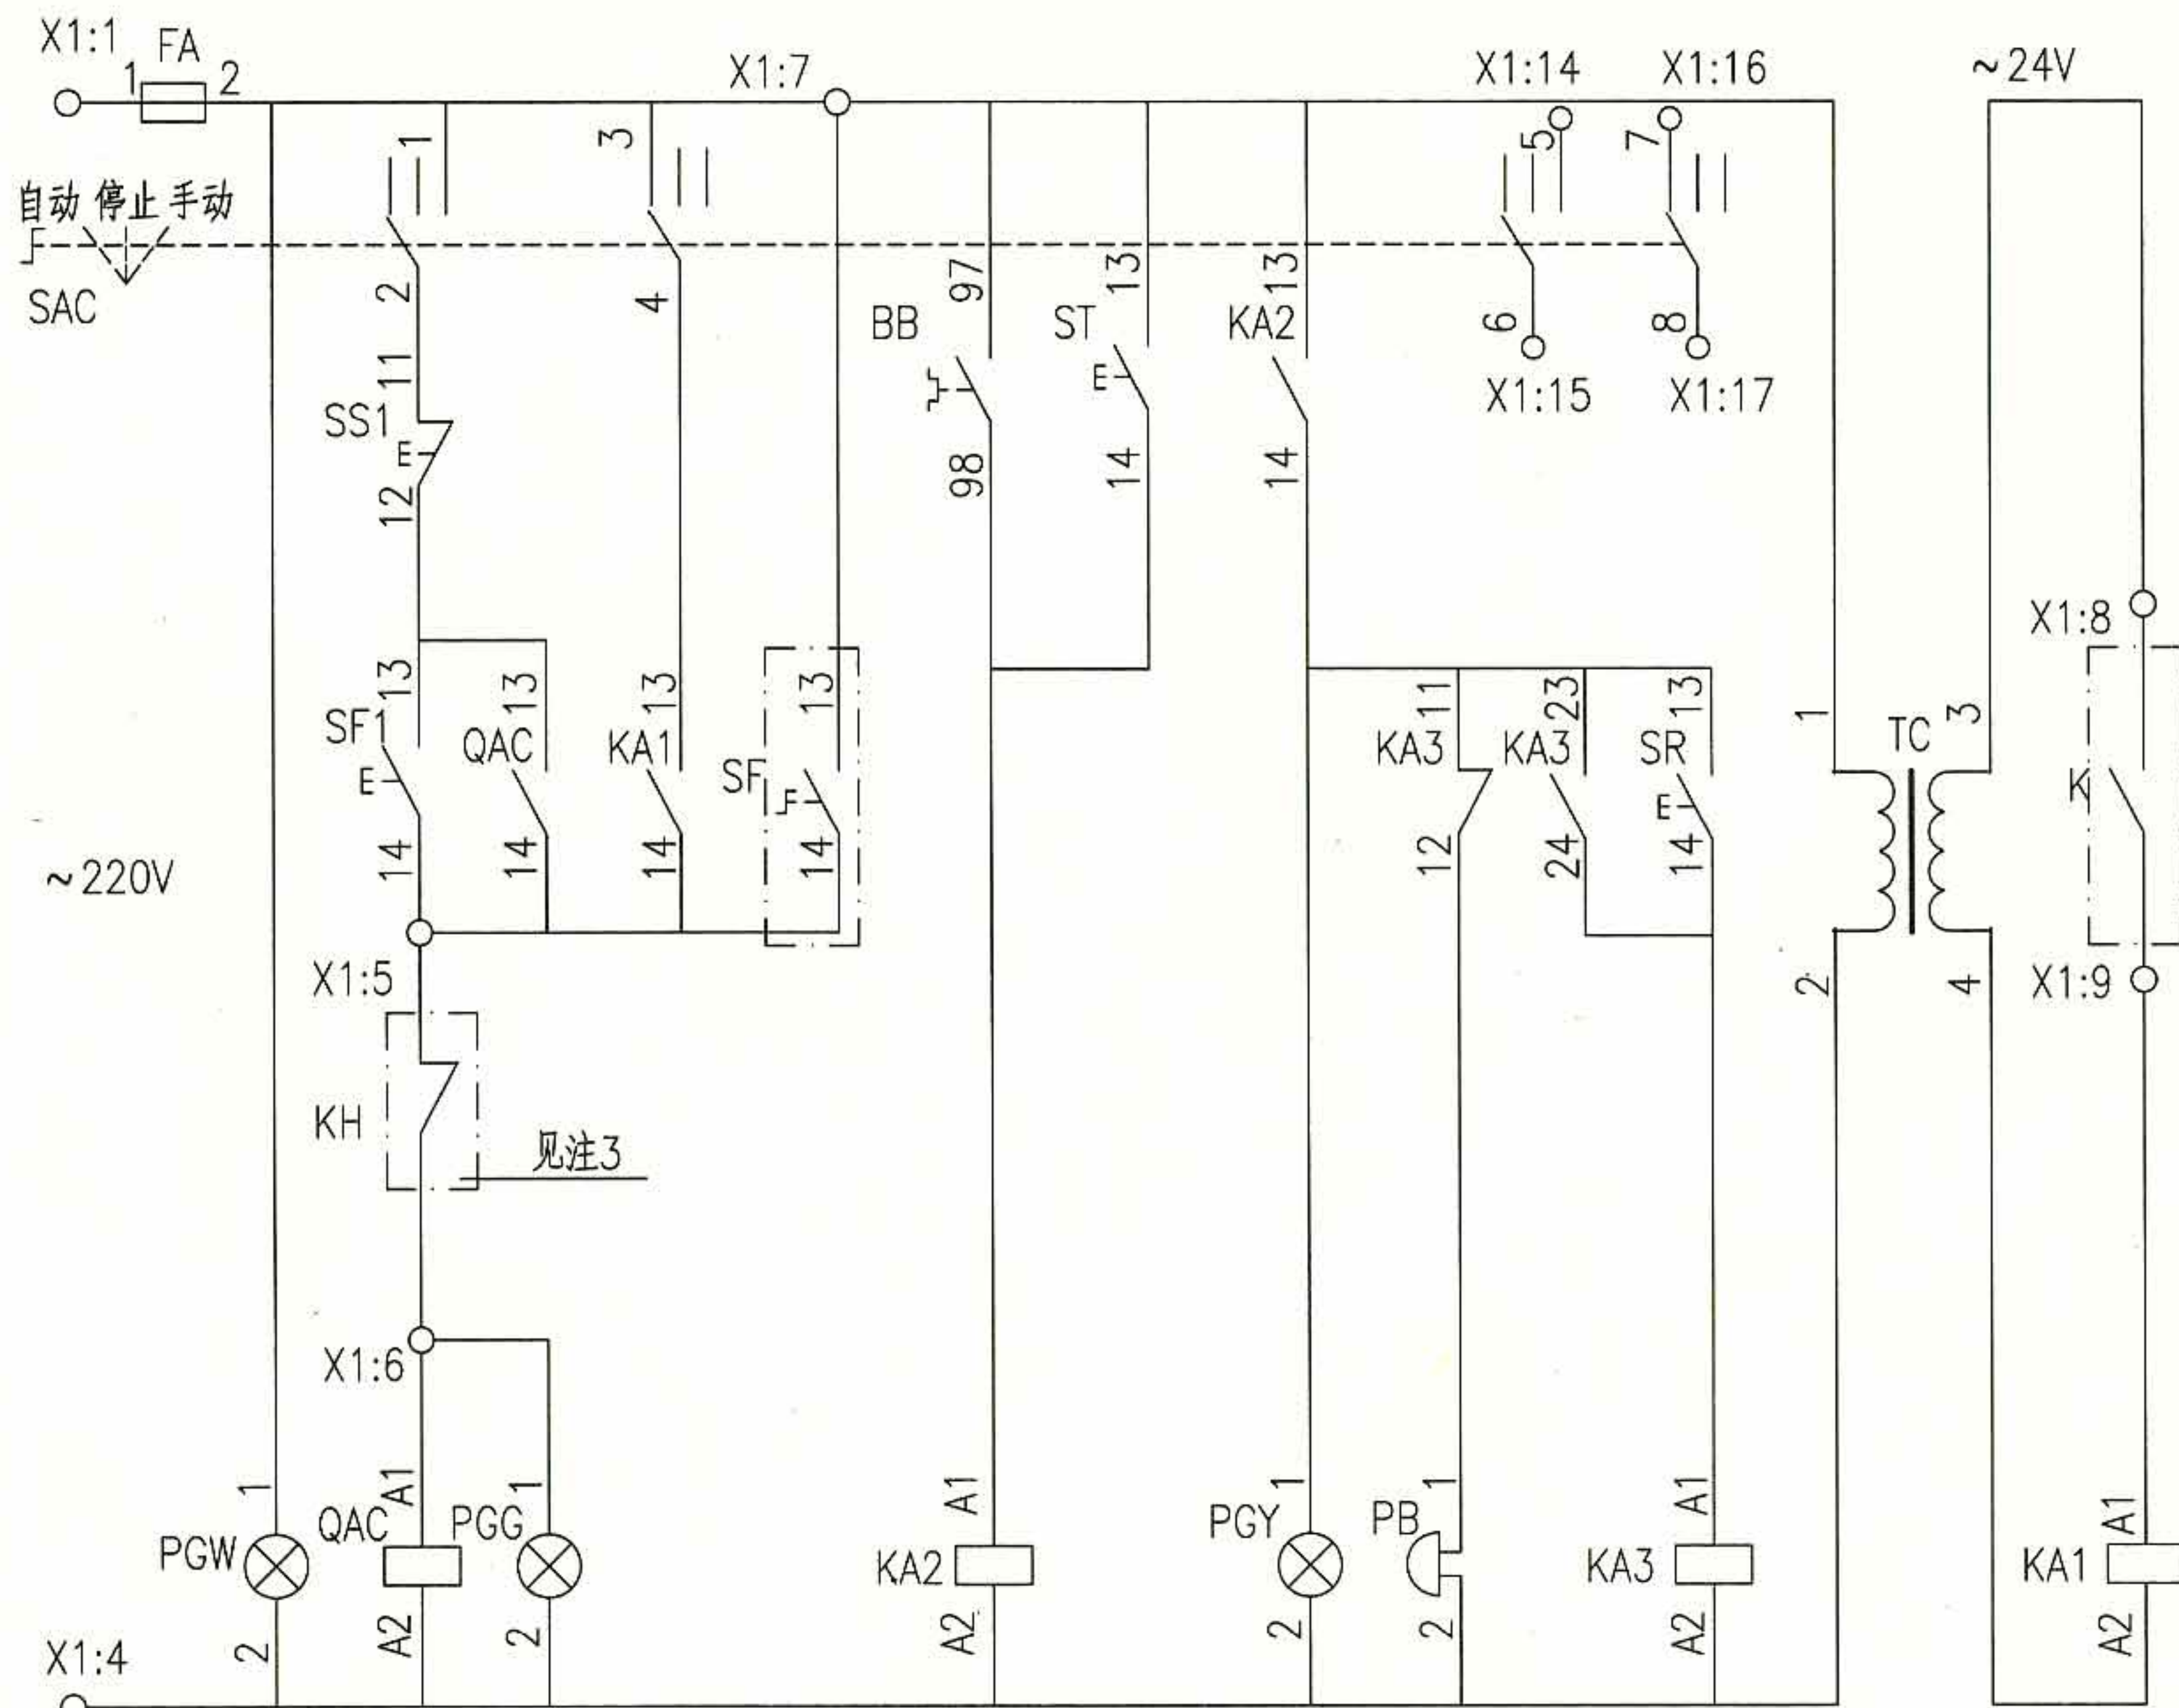 X1:1
FA
1
2
X1:7
X1:14
X1:16
~24V
1
3
5
7
自动 停止 手动
SAC
2
4
97
13
13
6
8
BB
ST
KA2
X1:15
X1:17
11
SS1
E
12
98
14
14
E
X1:8
13
13
13
13
11
23
13
1
3
SF1
QAC
KA1
SF
KA3
KA3
SR
TC
K
E
E
14
14
14
14
12
24
14
~220V
X1:5
2
4
X1:9
KH
见注3
X1:6
1
A1
1
A1
1
1
A1
A1
PGW
QAC
PGG
KA2
PGY
PB
KA3
KA1
2
A2
2
A2
2
2
A2
A2
X1:4